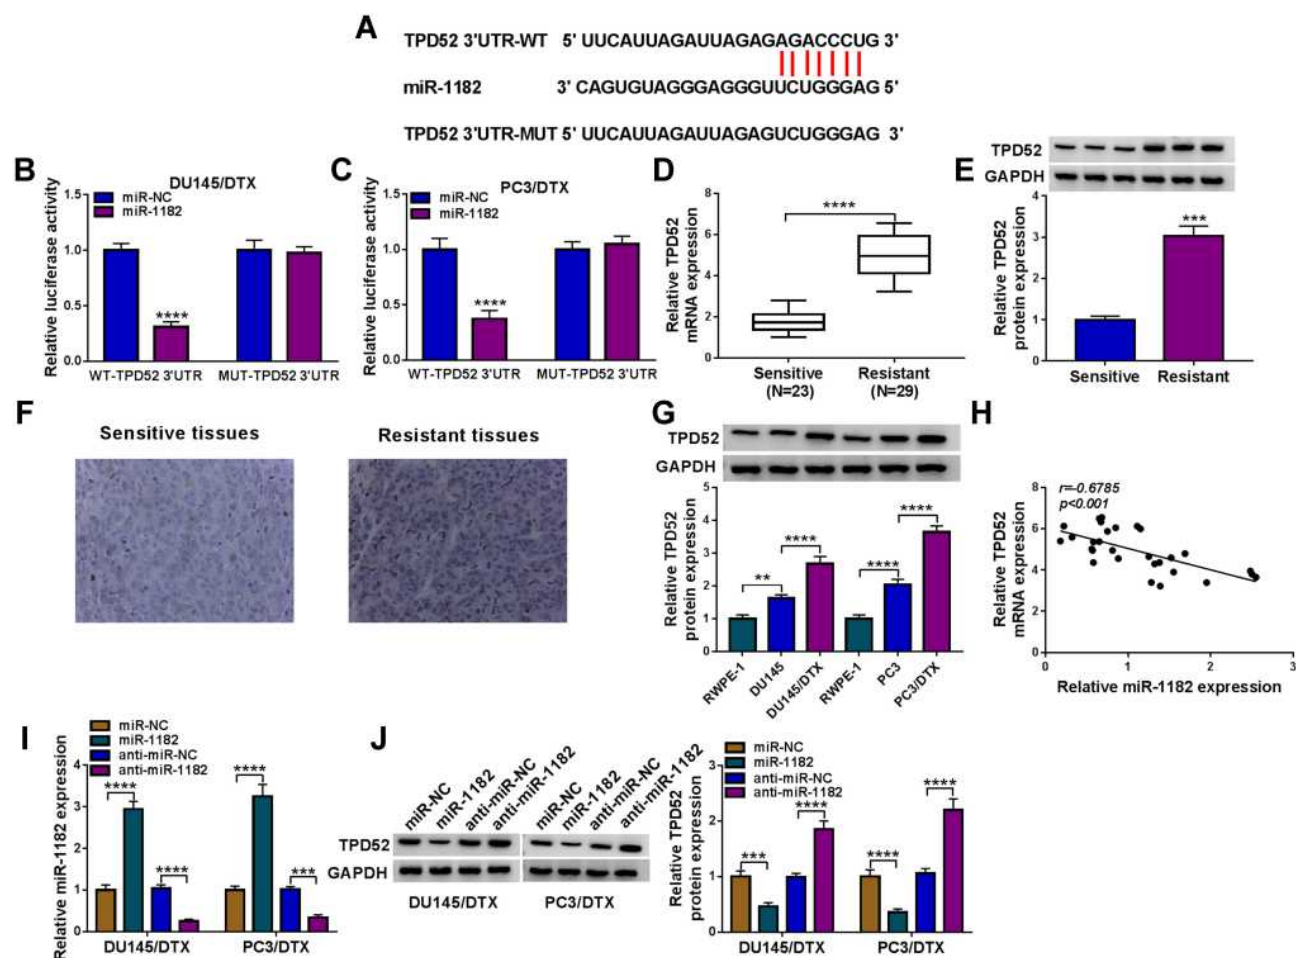 A
TPD52 3'UTR-WT 5' UUCAUUAGAUUAGAGAGACCCUG 3'
miR-1182 3' CAGUGUAGGGAGGGUUCUGGGAG 5'
TPD52 3'UTR-MUT 5' UUCAUUAGAUUAGAGUCUGGGAG 3'
B
DU145/DTX
miR-NC
miR-1182
Relative luciferase activity
1.5
1.0
0.5
0.0
****
WT-TPD52 3'UTR MUT-TPD52 3'UTR
C
PC3/DTX
miR-NC
miR-1182
Relative luciferase activity
1.5
1.0
0.5
0.0
****
WT-TPD52 3'UTR MUT-TPD52 3'UTR
D
Relative TPD52
mRNA expression
8
6
4
2
0
****
Sensitive Resistant
(N=23) (N=29)
E
TPD52
GAPDH
Relative TPD52
protein expression
4
3
2
1
0
***
Sensitive Resistant
F
Sensitive tissues Resistant tissues
G
TPD52
GAPDH
Relative TPD52
protein expression
5
4
3
2
1
0
** **** **** ****
RWPE-1 DU145 DU145/DTX RWPE-1 PC3 PC3/DTX
H
Relative TPD52
mRNA expression
8
6
4
2
0
r=-0.6785
p<0.001
0 1 2 3
Relative miR-1182 expression
I
miR-NC
miR-1182
anti-miR-NC
anti-miR-1182
Relative miR-1182 expression
4
3
2
1
0
**** **** **** ***
DU145/DTX PC3/DTX
J
miR-NC miR-1182 anti-miR-NC anti-miR-1182 miR-NC miR-1182 anti-miR-NC anti-miR-1182
TPD52
GAPDH
DU145/DTX PC3/DTX
miR-NC
miR-1182
anti-miR-NC
anti-miR-1182
Relative TPD52
protein expression
3
2
1
0
*** **** **** ****
DU145/DTX PC3/DTX